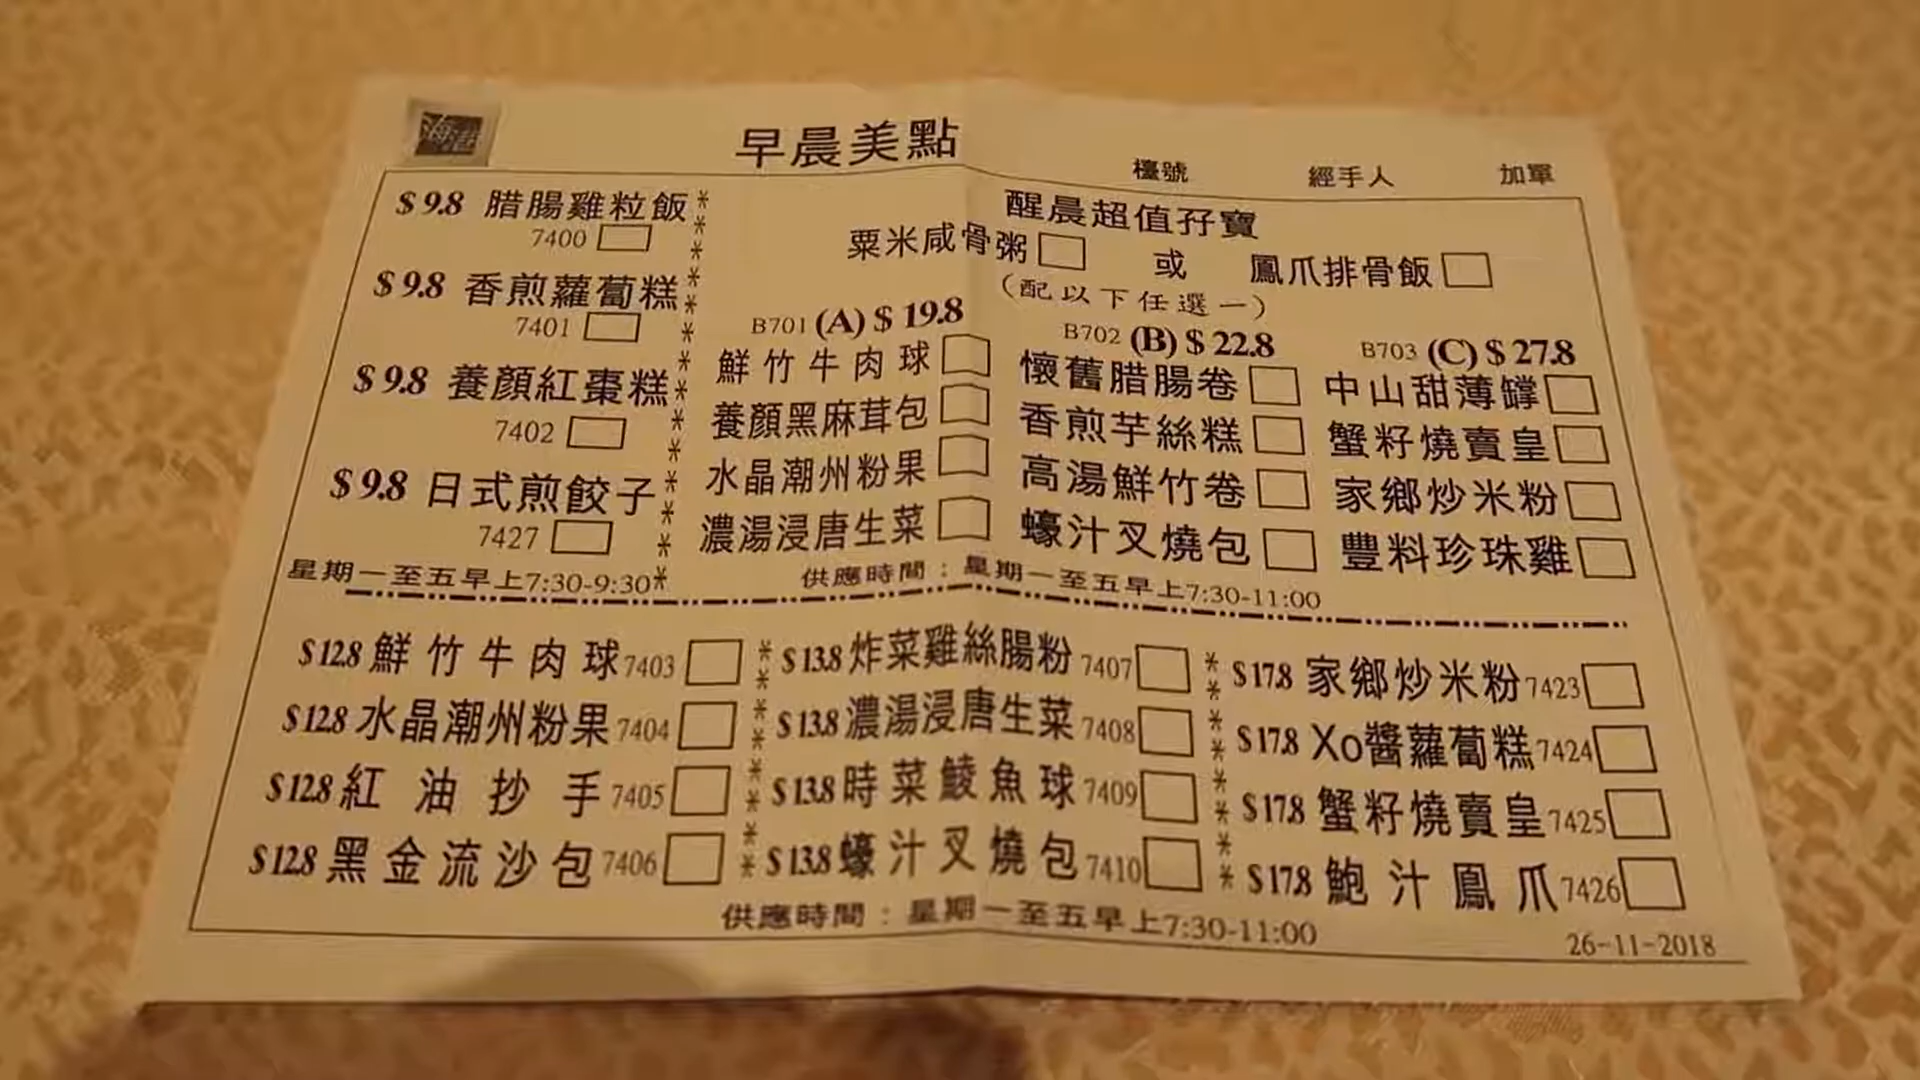 海港
早晨美點
檯號 經手人 加單
$9.8 腊腸雞粒飯
7400
$9.8 香煎蘿蔔糕
7401
$9.8 養顏紅棗糕
7402
$9.8 日式煎餃子
7427
星期一至五早上7:30-9:30
醒晨超值孖寶
粟米咸骨粥 或 鳳爪排骨飯
(配以下任選一)
B701 (A) $19.8
鮮竹牛肉球
養顏黑麻茸包
水晶潮州粉果
濃湯浸唐生菜
B702 (B) $22.8
懷舊腊腸卷
香煎芋絲糕
高湯鮮竹卷
蠔汁叉燒包
B703 (C) $27.8
中山甜薄罉
蟹籽燒賣皇
家鄉炒米粉
豐料珍珠雞
供應時間：星期一至五早上7:30-11:00
$12.8 鮮竹牛肉球 7403
$12.8 水晶潮州粉果 7404
$12.8 紅油抄手 7405
$12.8 黑金流沙包 7406
$13.8 炸菜雞絲腸粉 7407
$13.8 濃湯浸唐生菜 7408
$13.8 時菜鯪魚球 7409
$13.8 蠔汁叉燒包 7410
$17.8 家鄉炒米粉 7423
$17.8 Xo醬蘿蔔糕 7424
$17.8 蟹籽燒賣皇 7425
$17.8 鮑汁鳳爪 7426
供應時間：星期一至五早上7:30-11:00
26-11-2018